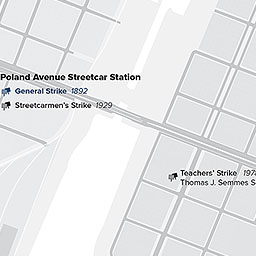 Poland Avenue Streetcar Station
General Strike 1892
Streetcarmen's Strike 1929
Teachers' Strike
Thomas J. Semmes